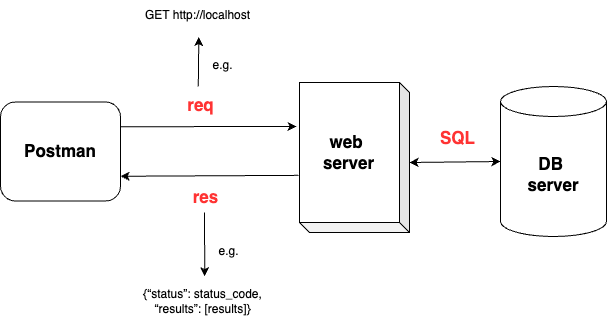 GET http://localhost
e.g.
req
Postman
web
server
SQL
DB
server
res
e.g.
{“status”: status_code,
“results”: [results]}